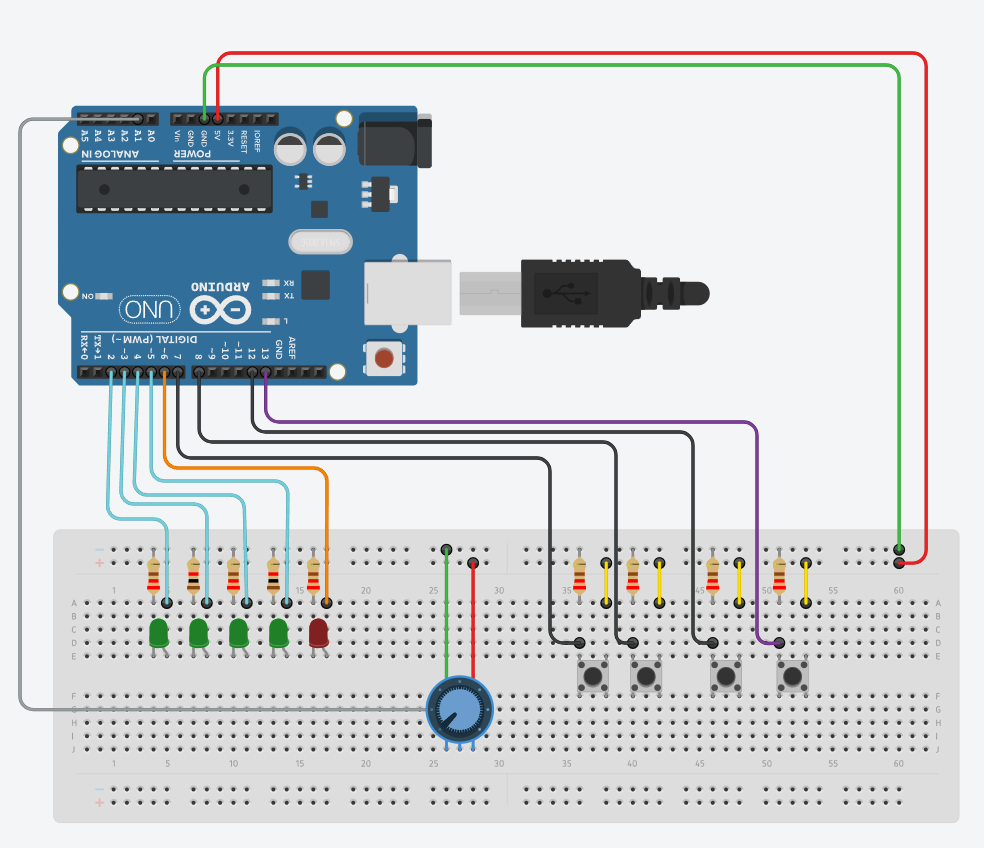 A5 A4 A3 A2 A1 A0 Vin GND GND 5V 3.3V RESET IOREF
ANALOG IN POWER
RX
TX
L
ON
UNO
ARDUINO
DIGITAL (PWM~)
RX←0 TX→1 2 ~3 4 ~5 ~6 7 8 ~9 ~10 ~11 12 13 GND AREF
−
+
1 5 10 15 20 25 30 35 40 45 50 55 60
A A
B B
C C
D D
E E
F F
G G
H H
I I
J J
1 5 10 15 20 25 30 35 40 45 50 55 60
−
+